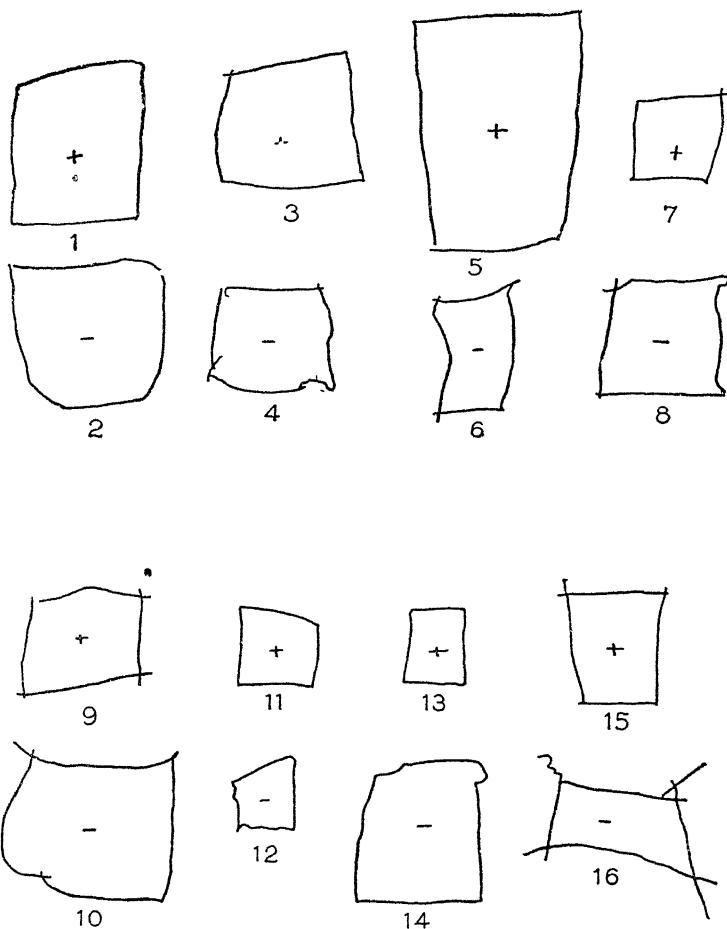 + + + +
1 3 5 7
- - - -
2 4 6 8
+ + + +
9 11 13 15
- - - -
10 12 14 16